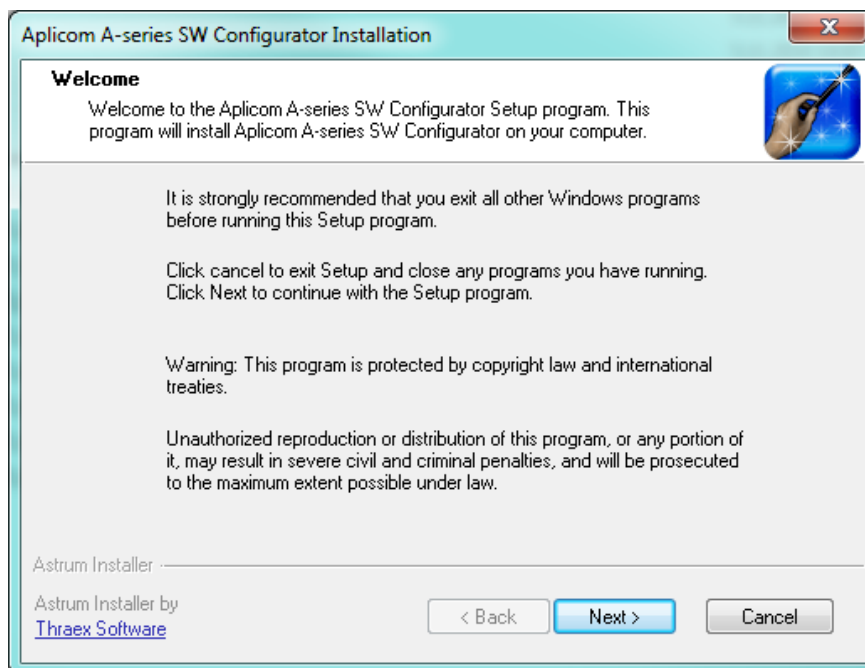 Aplicom A-series SW Configurator Installation
Welcome
Welcome to the Aplicom A-series SW Configurator Setup program. This
program will install Aplicom A-series SW Configurator on your computer.
It is strongly recommended that you exit all other Windows programs
before running this Setup program.
Click cancel to exit Setup and close any programs you have running.
Click Next to continue with the Setup program.
Warning: This program is protected by copyright law and international
treaties.
Unauthorized reproduction or distribution of this program, or any portion of
it, may result in severe civil and criminal penalties, and will be prosecuted
to the maximum extent possible under law.
Astrum Installer
Astrum Installer by
Thraex Software
< Back
Next >
Cancel